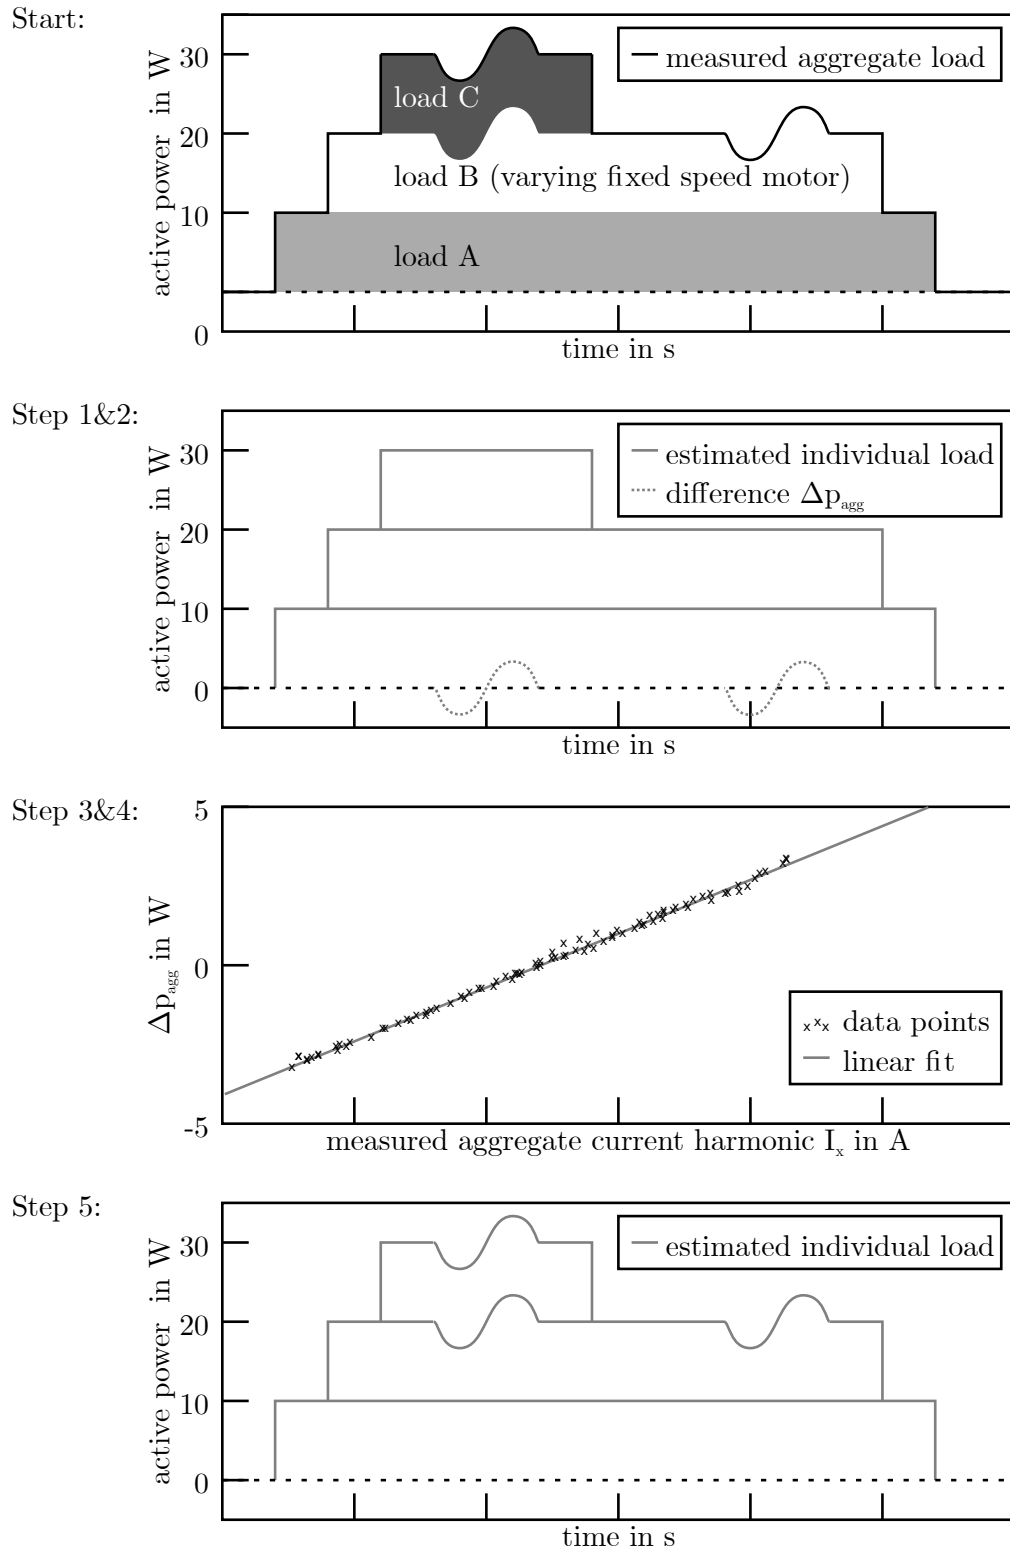 Start:
active power in W
30
20
10
0
measured aggregate load
load C
load B (varying fixed speed motor)
load A
time in s
Step 1&2:
active power in W
30
20
10
0
estimated individual load
difference Δp_agg
time in s
Step 3&4:
Δp_agg in W
5
0
-5
data points
linear fit
measured aggregate current harmonic I_x in A
Step 5:
active power in W
30
20
10
0
estimated individual load
time in s